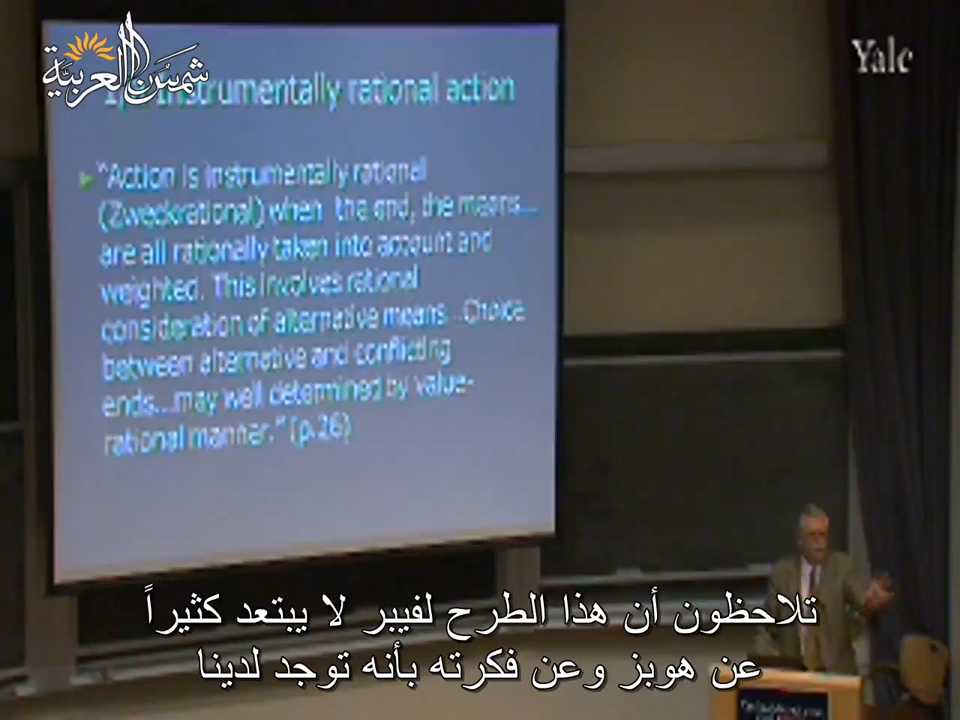 شمس العربية
Yale
Instrumentally rational action
"Action is instrumentally rational
(Zweckrational) when the end, the means...
are all rationally taken into account and
weighted. This involves rational
consideration of alternative means...Choice
between alternative and conflicting
ends...may well determined by value-
rational manner." (p.26)
تلاحظون أن هذا الطرح لفيبر لا يبتعد كثيراً
عن هوبز وعن فكرته بأنه توجد لدينا